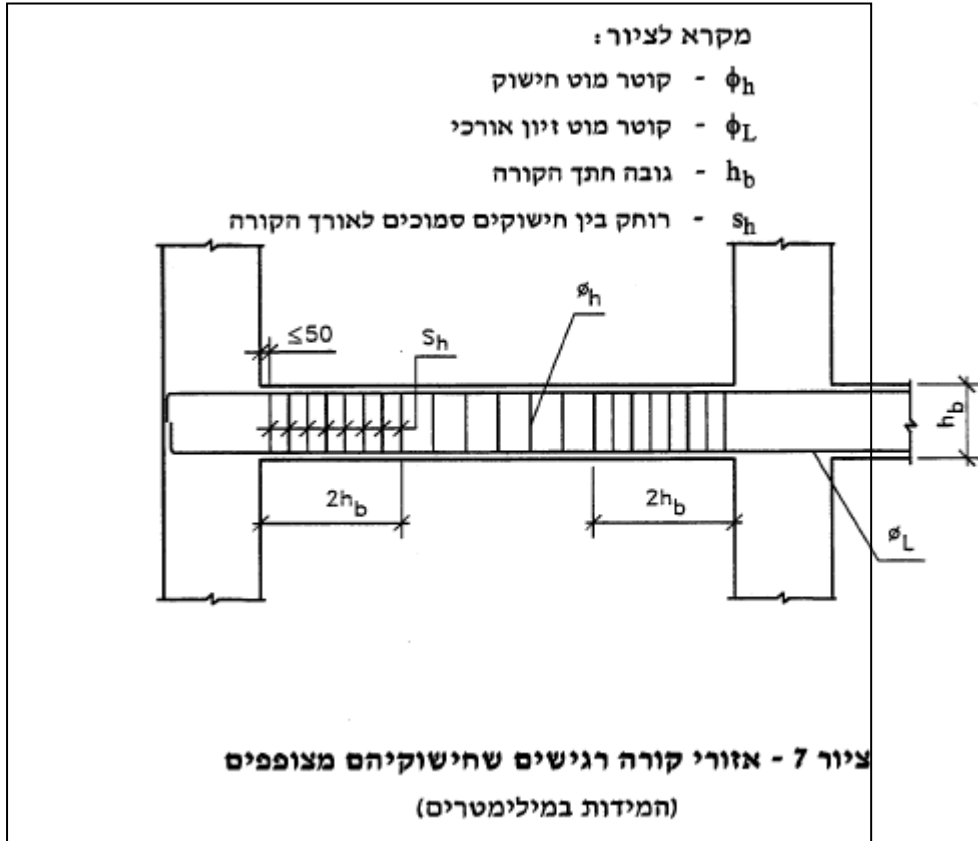 מקרא לציור:
ϕh - קוטר מוט חישוק
ϕL - קוטר מוט זיון אורכי
hb - גובה חתך הקורה
sh - רוחק בין חישוקים סמוכים לאורך הקורה
øh
≤50
Sh
hb
2hb
2hb
øL
ציור 7 - אזורי קורה רגישים שחישוקיהם מצופפים
(המידות במילימטרים)